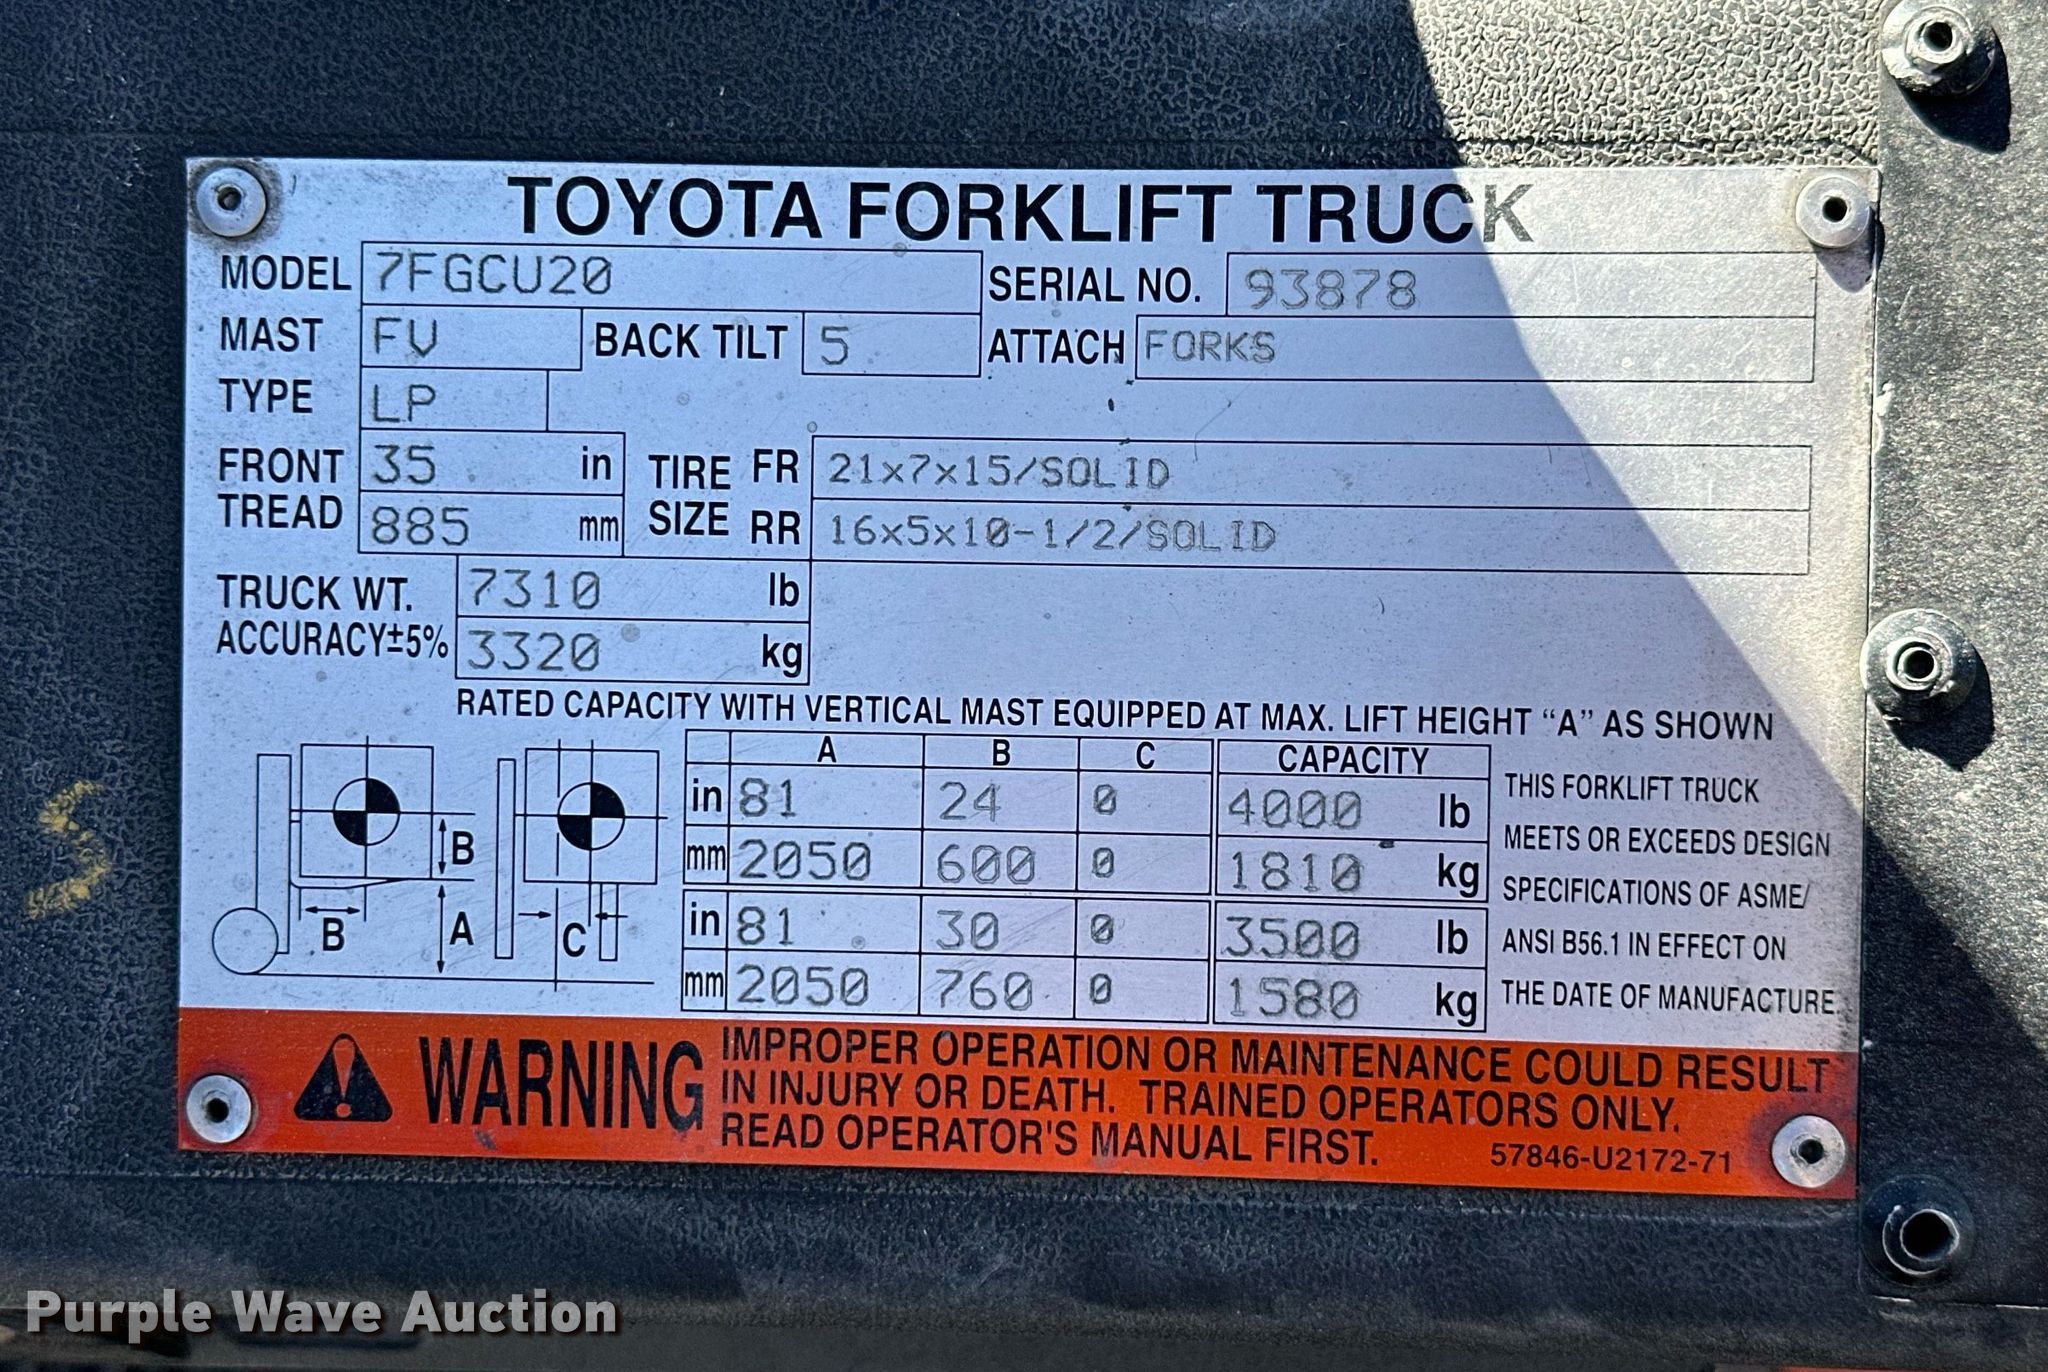 TOYOTA FORKLIFT TRUCK
MODEL 7FGCU20 SERIAL NO. 93878
MAST FV BACK TILT 5 ATTACH FORKS
TYPE LP
FRONT TREAD 35 in TIRE SIZE FR 21x7x15/SOLID
885 mm RR 16x5x10-1/2/SOLID
TRUCK WT. 7310 lb
ACCURACY±5% 3320 kg
RATED CAPACITY WITH VERTICAL MAST EQUIPPED AT MAX. LIFT HEIGHT "A" AS SHOWN
A B C CAPACITY
in 81 24 0 4000 lb
mm 2050 600 0 1810 kg
in 81 30 0 3500 lb
mm 2050 760 0 1580 kg
B
B A C
THIS FORKLIFT TRUCK
MEETS OR EXCEEDS DESIGN
SPECIFICATIONS OF ASME/
ANSI B56.1 IN EFFECT ON
THE DATE OF MANUFACTURE.
WARNING
IMPROPER OPERATION OR MAINTENANCE COULD RESULT
IN INJURY OR DEATH. TRAINED OPERATORS ONLY.
READ OPERATOR'S MANUAL FIRST.
57846-U2172-71
S
Purple Wave Auction